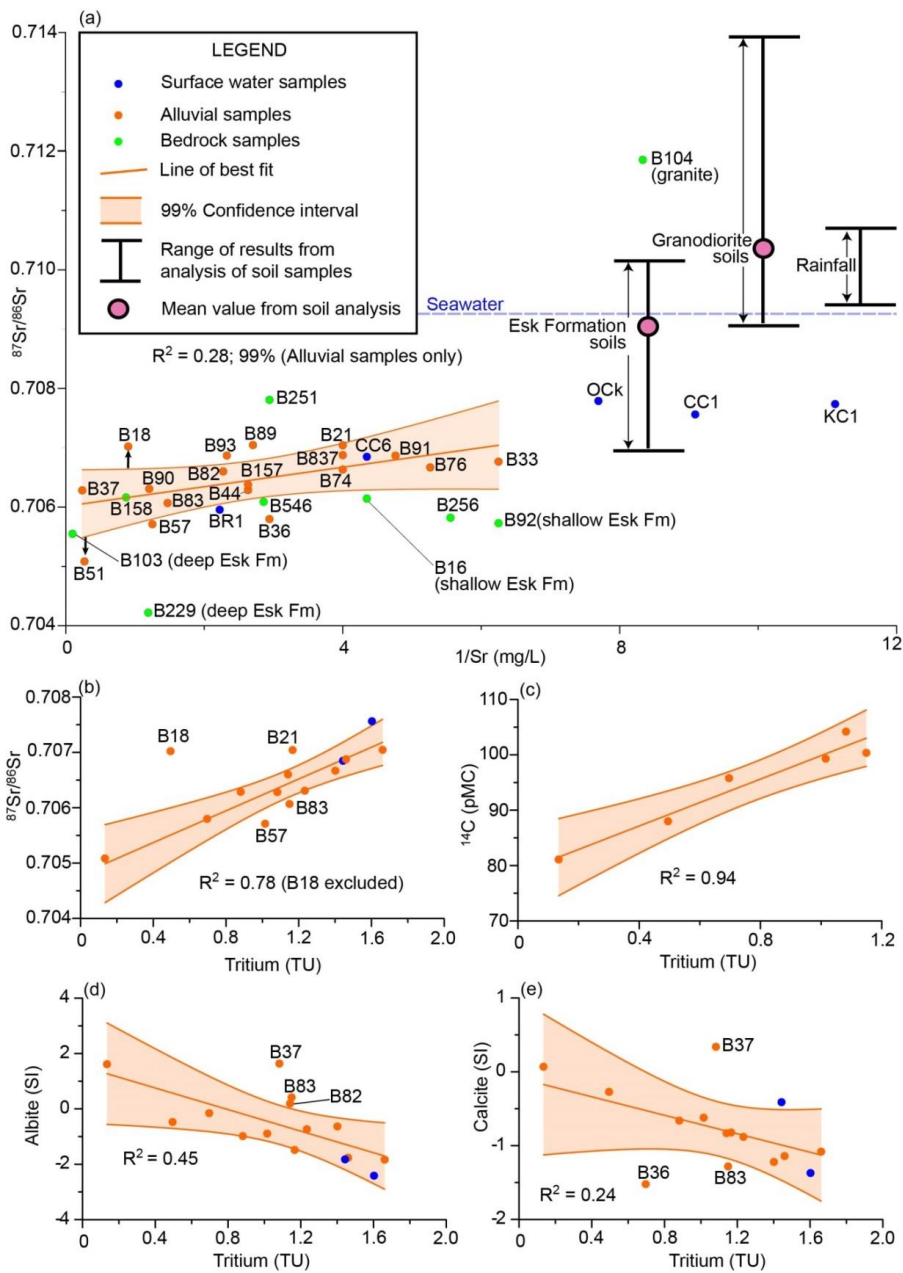 (a)
0.714
0.712
0.710
0.708
0.706
0.704
⁸⁷Sr/⁸⁶Sr
LEGEND
Surface water samples
Alluvial samples
Bedrock samples
Line of best fit
99% Confidence interval
Range of results from
analysis of soil samples
Mean value from soil analysis
B104
(granite)
Granodiorite
soils
Rainfall
Seawater
Esk Formation
soils
R² = 0.28; 99% (Alluvial samples only)
OCk
CC1
KC1
B251
B18
B93
B89
B21
CC6
B837
B91
B33
B37
B90
B82
B157
B74
B76
B158
B83
B44
B546
B256
B57
BR1
B36
B92(shallow Esk Fm)
B103 (deep Esk Fm)
B51
B16
(shallow Esk Fm)
B229 (deep Esk Fm)
0
4
8
12
1/Sr (mg/L)
(b)
0.708
0.707
0.706
0.705
0.704
⁸⁷Sr/⁸⁶Sr
B18
B21
B83
B57
R² = 0.78 (B18 excluded)
0
0.4
0.8
1.2
1.6
2.0
Tritium (TU)
(c)
110
100
90
80
70
¹⁴C (pMC)
R² = 0.94
0
0.4
0.8
1.2
Tritium (TU)
(d)
4
2
0
-2
-4
Albite (SI)
B37
B83
B82
R² = 0.45
0
0.4
0.8
1.2
1.6
2.0
Tritium (TU)
(e)
1
0
-1
-2
Calcite (SI)
B37
B36
B83
R² = 0.24
0
0.4
0.8
1.2
1.6
2.0
Tritium (TU)